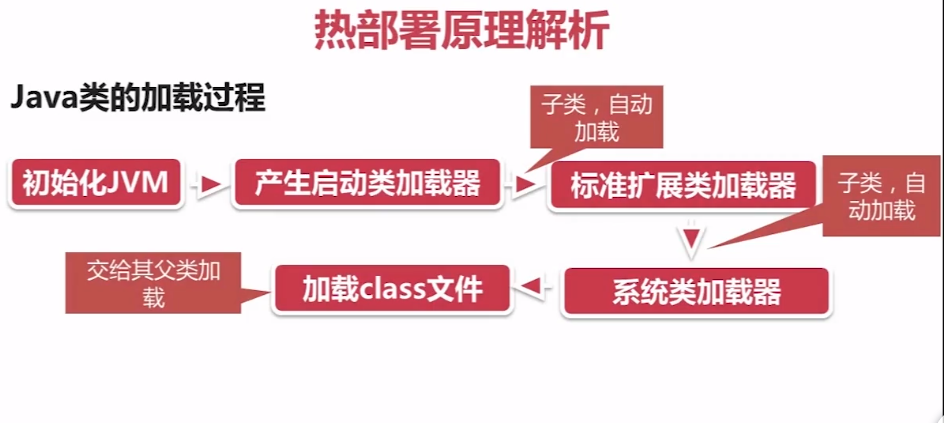 热部署原理解析
Java类的加载过程
子类，自动
加载
初始化JVM
产生启动类加载器
标准扩展类加载器
子类，自
动加载
交给其父类加
载
加载class文件
系统类加载器